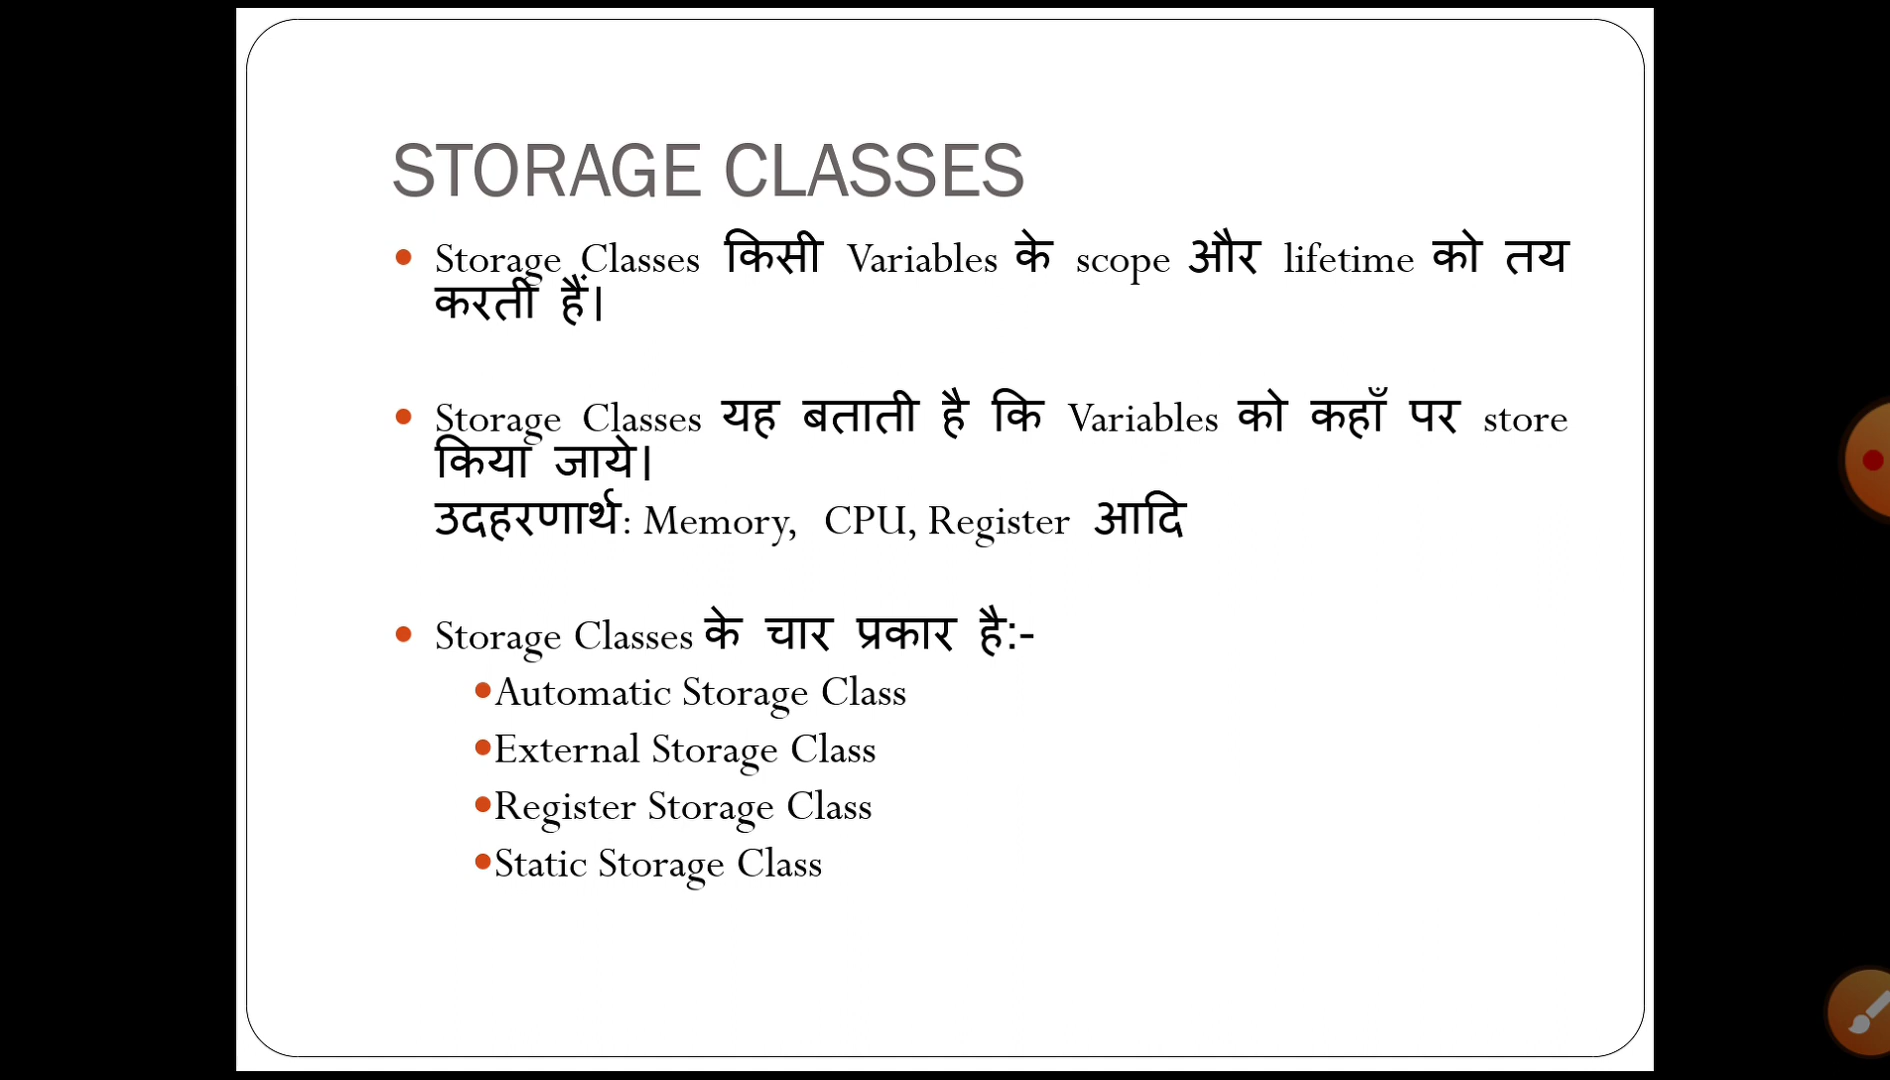 STORAGE CLASSES
Storage Classes किसी Variables के scope और lifetime को तय
करती हैं।
Storage Classes यह बताती है कि Variables को कहाँ पर store
किया जाये।
उदहरणार्थ: Memory, CPU, Register आदि
Storage Classes के चार प्रकार है:-
Automatic Storage Class
External Storage Class
Register Storage Class
Static Storage Class